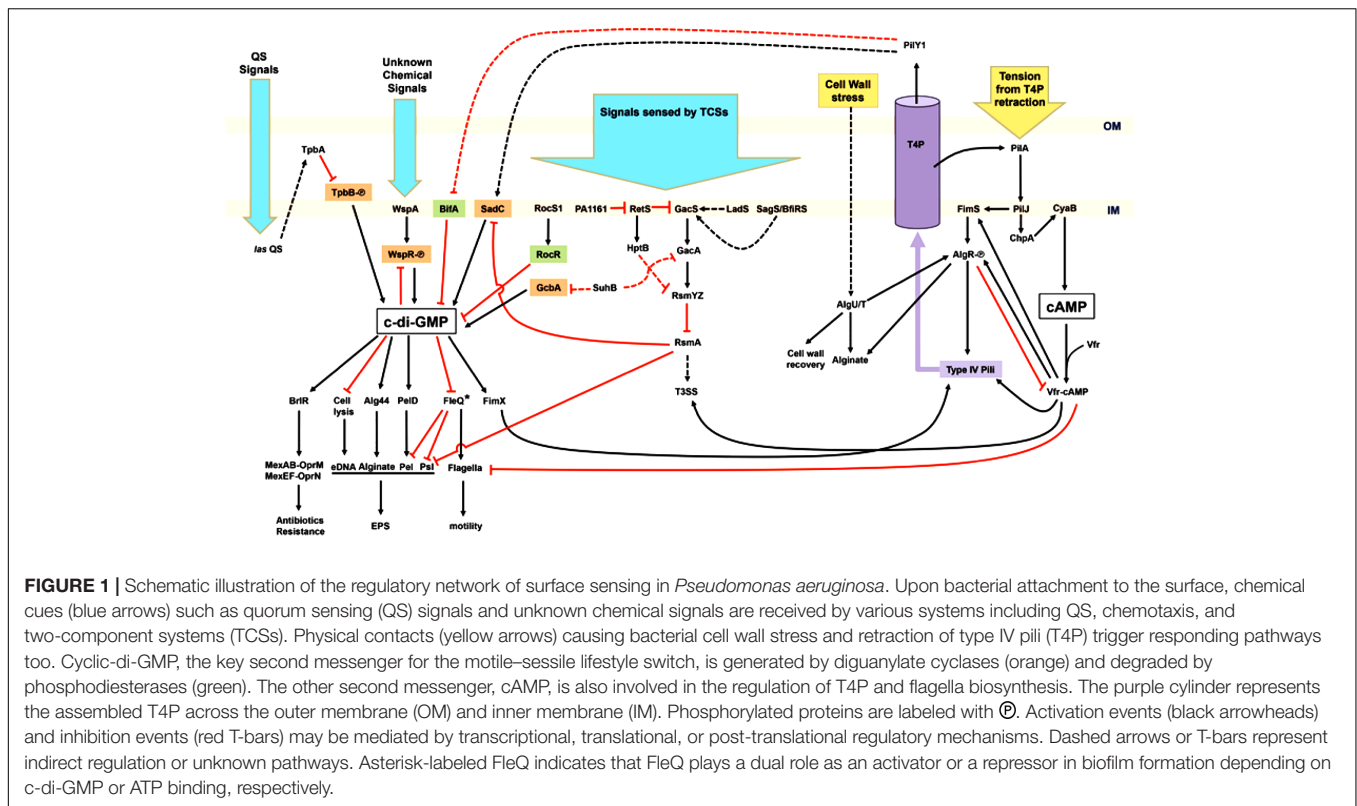 QS
Signals
Unknown
Chemical
Signals
PilY1
Cell Wall
stress
Tension
from T4P
retraction
Signals sensed by TCSs
OM
T4P
TpbA
PilA
TpbB-Ⓟ
WspA
BifA
SadC
RocS1
PA1161
RetS
GacS
LadS
SagS/BfiRS
FimS
PilJ
CyaB
IM
ChpA
las QS
WspR-Ⓟ
RocR
HptB
GacA
AlgR-Ⓟ
GcbA
SuhB
RsmYZ
AlgU/T
cAMP
c-di-GMP
RsmA
Vfr
Cell wall
recovery
Alginate
Type IV Pili
BrlR
Cell
lysis
Alg44
PelD
FleQ*
FimX
T3SS
Vfr-cAMP
MexAB-OprM
MexEF-OprN
eDNA Alginate Pel Psl
Flagella
Antibiotics
Resistance
EPS
motility
FIGURE 1 | Schematic illustration of the regulatory network of surface sensing in Pseudomonas aeruginosa. Upon bacterial attachment to the surface, chemical
cues (blue arrows) such as quorum sensing (QS) signals and unknown chemical signals are received by various systems including QS, chemotaxis, and
two-component systems (TCSs). Physical contacts (yellow arrows) causing bacterial cell wall stress and retraction of type IV pili (T4P) trigger responding pathways
too. Cyclic-di-GMP, the key second messenger for the motile–sessile lifestyle switch, is generated by diguanylate cyclases (orange) and degraded by
phosphodiesterases (green). The other second messenger, cAMP, is also involved in the regulation of T4P and flagella biosynthesis. The purple cylinder represents
the assembled T4P across the outer membrane (OM) and inner membrane (IM). Phosphorylated proteins are labeled with Ⓟ. Activation events (black arrowheads)
and inhibition events (red T-bars) may be mediated by transcriptional, translational, or post-translational regulatory mechanisms. Dashed arrows or T-bars represent
indirect regulation or unknown pathways. Asterisk-labeled FleQ indicates that FleQ plays a dual role as an activator or a repressor in biofilm formation depending on
c-di-GMP or ATP binding, respectively.